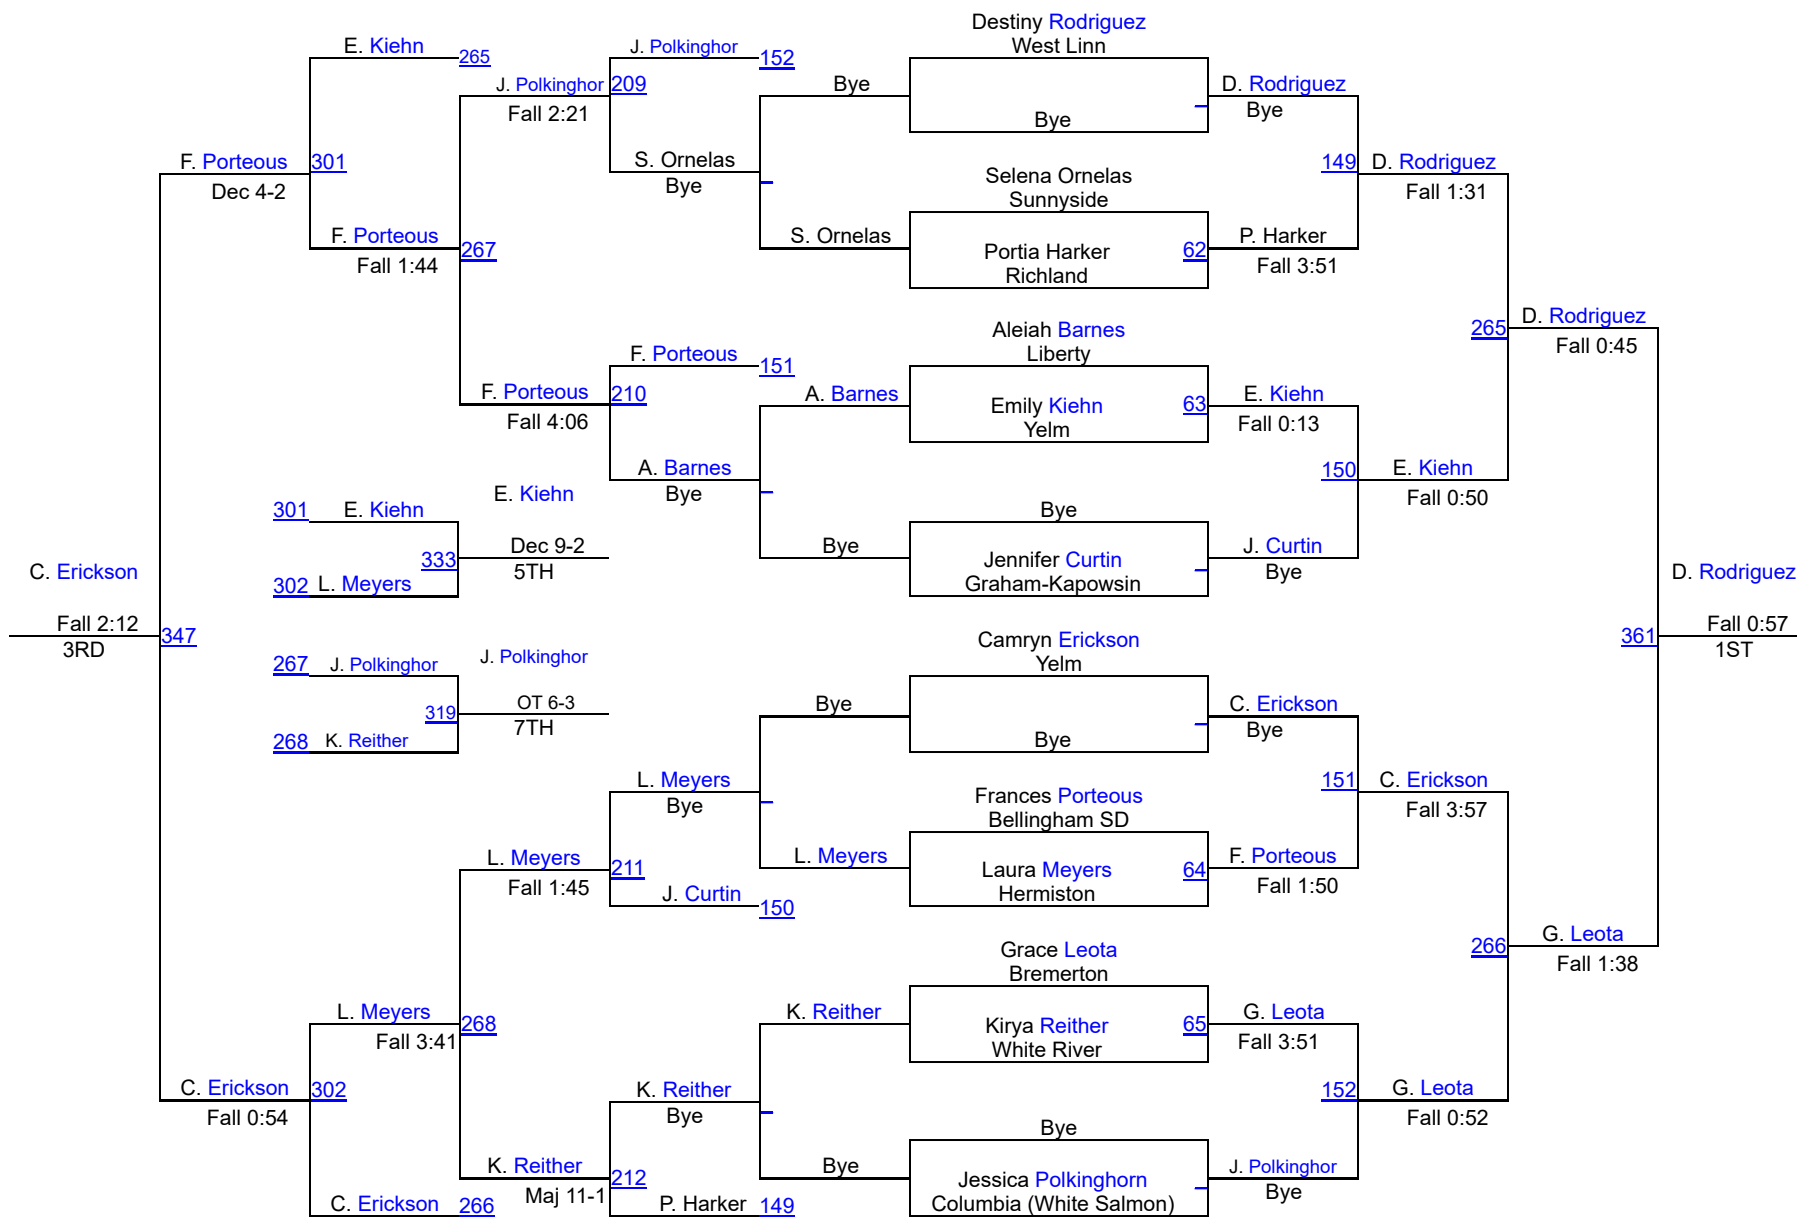 Destiny Rodriguez
West Linn
E. Kiehn
265
J. Polkinghor
152
J. Polkinghor
209
Fall 2:21
Bye
Bye
D. Rodriguez
Bye
F. Porteous
301
Dec 4-2
S. Ornelas
Bye
Selena Ornelas
Sunnyside
149
D. Rodriguez
Fall 1:31
F. Porteous
267
Fall 1:44
S. Ornelas
Portia Harker
Richland
62
P. Harker
Fall 3:51
Aleiah Barnes
Liberty
265
D. Rodriguez
Fall 0:45
F. Porteous
151
F. Porteous
210
Fall 4:06
A. Barnes
Emily Kiehn
Yelm
63
E. Kiehn
Fall 0:13
A. Barnes
Bye
150
E. Kiehn
Fall 0:50
301
E. Kiehn
E. Kiehn
Bye
333
Dec 9-2
5TH
302
L. Meyers
Bye
Jennifer Curtin
Graham-Kapowsin
J. Curtin
Bye
C. Erickson
Fall 2:12
3RD
347
D. Rodriguez
361
Fall 0:57
1ST
267
J. Polkinghor
J. Polkinghor
Camryn Erickson
Yelm
319
OT 6-3
7TH
268
K. Reither
Bye
Bye
C. Erickson
Bye
L. Meyers
Bye
Frances Porteous
Bellingham SD
151
C. Erickson
Fall 3:57
L. Meyers
211
Fall 1:45
L. Meyers
Laura Meyers
Hermiston
64
F. Porteous
Fall 1:50
J. Curtin
150
Grace Leota
Bremerton
266
G. Leota
Fall 1:38
L. Meyers
268
Fall 3:41
K. Reither
Kirya Reither
White River
65
G. Leota
Fall 3:51
C. Erickson
302
Fall 0:54
K. Reither
Bye
152
G. Leota
Fall 0:52
Bye
K. Reither
212
Maj 11-1
Bye
Jessica Polkinghorn
Columbia (White Salmon)
J. Polkinghor
Bye
C. Erickson
266
P. Harker
149